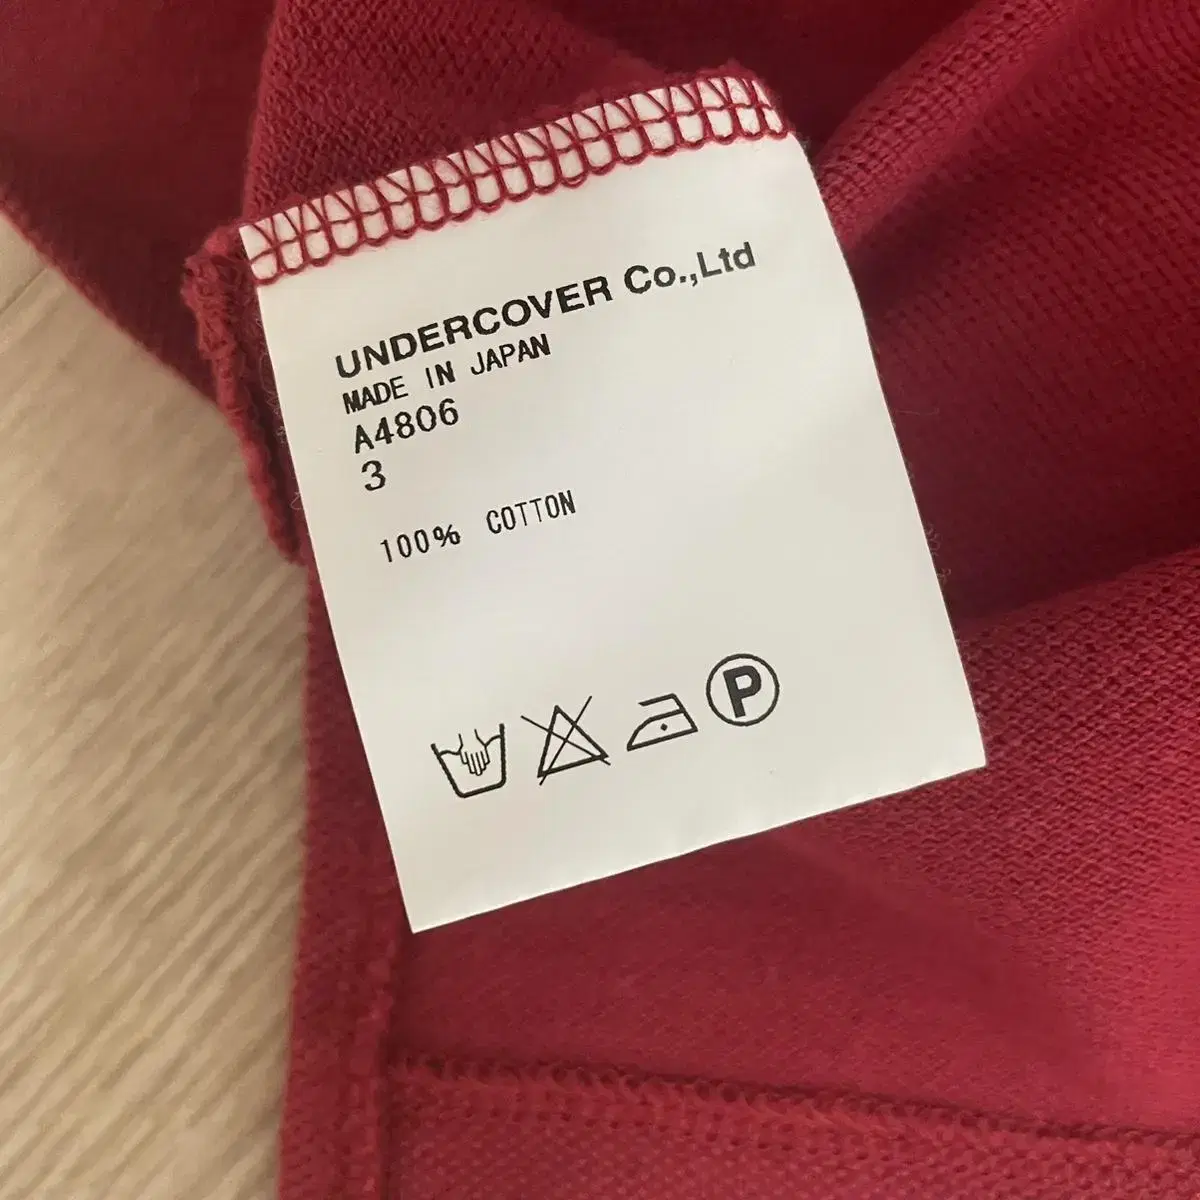 UNDERCOVER Co.,Ltd
MADE IN JAPAN
A4806
3
100% COTTON
P